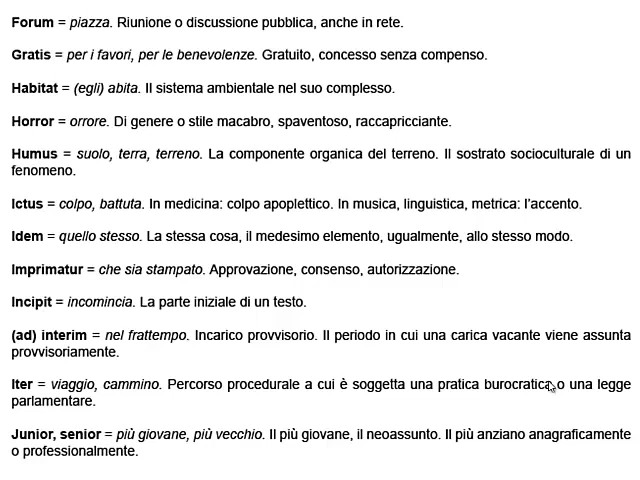 Forum = piazza. Riunione o discussione pubblica, anche in rete.
Gratis = per i favori, per le benevolenze. Gratuito, concesso senza compenso.
Habitat = (egli) abita. Il sistema ambientale nel suo complesso.
Horror = orrore. Di genere o stile macabro, spaventoso, raccapricciante.
Humus = suolo, terra, terreno. La componente organica del terreno. Il sostrato socioculturale di un
fenomeno.
Ictus = colpo, battuta. In medicina: colpo apoplettico. In musica, linguistica, metrica: l'accento.
Idem = quello stesso. La stessa cosa, il medesimo elemento, ugualmente, allo stesso modo.
Imprimatur = che sia stampato. Approvazione, consenso, autorizzazione.
Incipit = incomincia. La parte iniziale di un testo.
(ad) interim = nel frattempo. Incarico provvisorio. Il periodo in cui una carica vacante viene assunta
provvisoriamente.
Iter = viaggio, cammino. Percorso procedurale a cui è soggetta una pratica burocratica o una legge
parlamentare.
Junior, senior = più giovane, più vecchio. Il più giovane, il neoassunto. Il più anziano anagraficamente
o professionalmente.